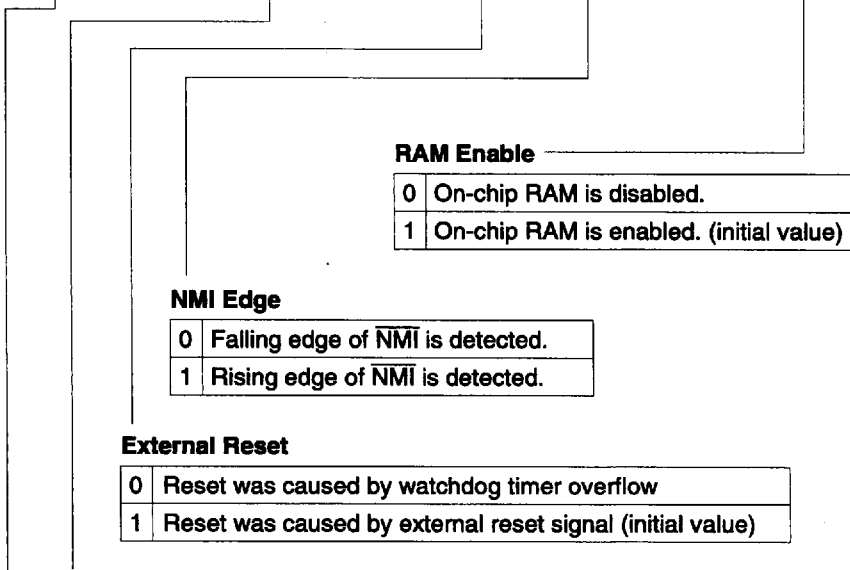 RAM Enable
0 On-chip RAM is disabled.
1 On-chip RAM is enabled. (initial value)
NMI Edge
0 Falling edge of N̅M̅I̅ is detected.
1 Rising edge of N̅M̅I̅ is detected.
External Reset
0 Reset was caused by watchdog timer overflow
1 Reset was caused by external reset signal (initial value)